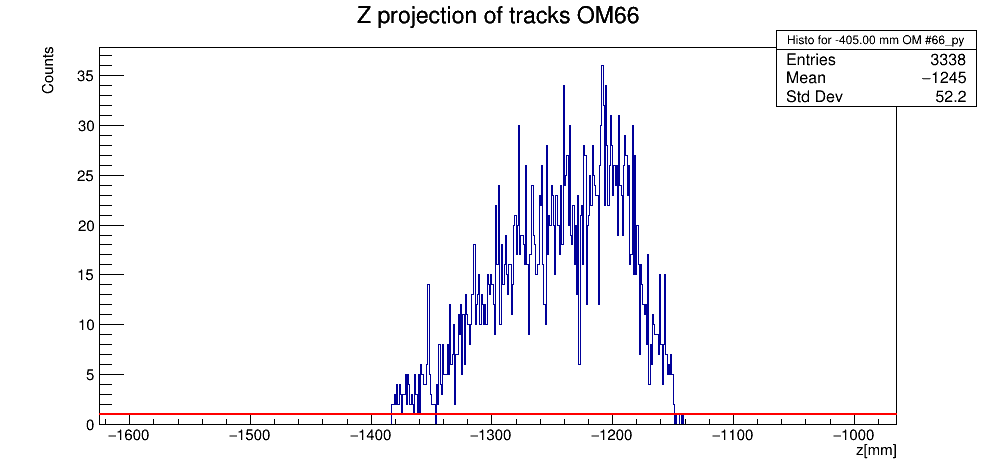 Z projection of tracks OM66
Histo for -405.00 mm OM #66_py
Entries 3338
Mean −1245
Std Dev 52.2
Counts
35
30
25
20
15
10
5
0
−1600 −1500 −1400 −1300 −1200 −1100 −1000
z[mm]